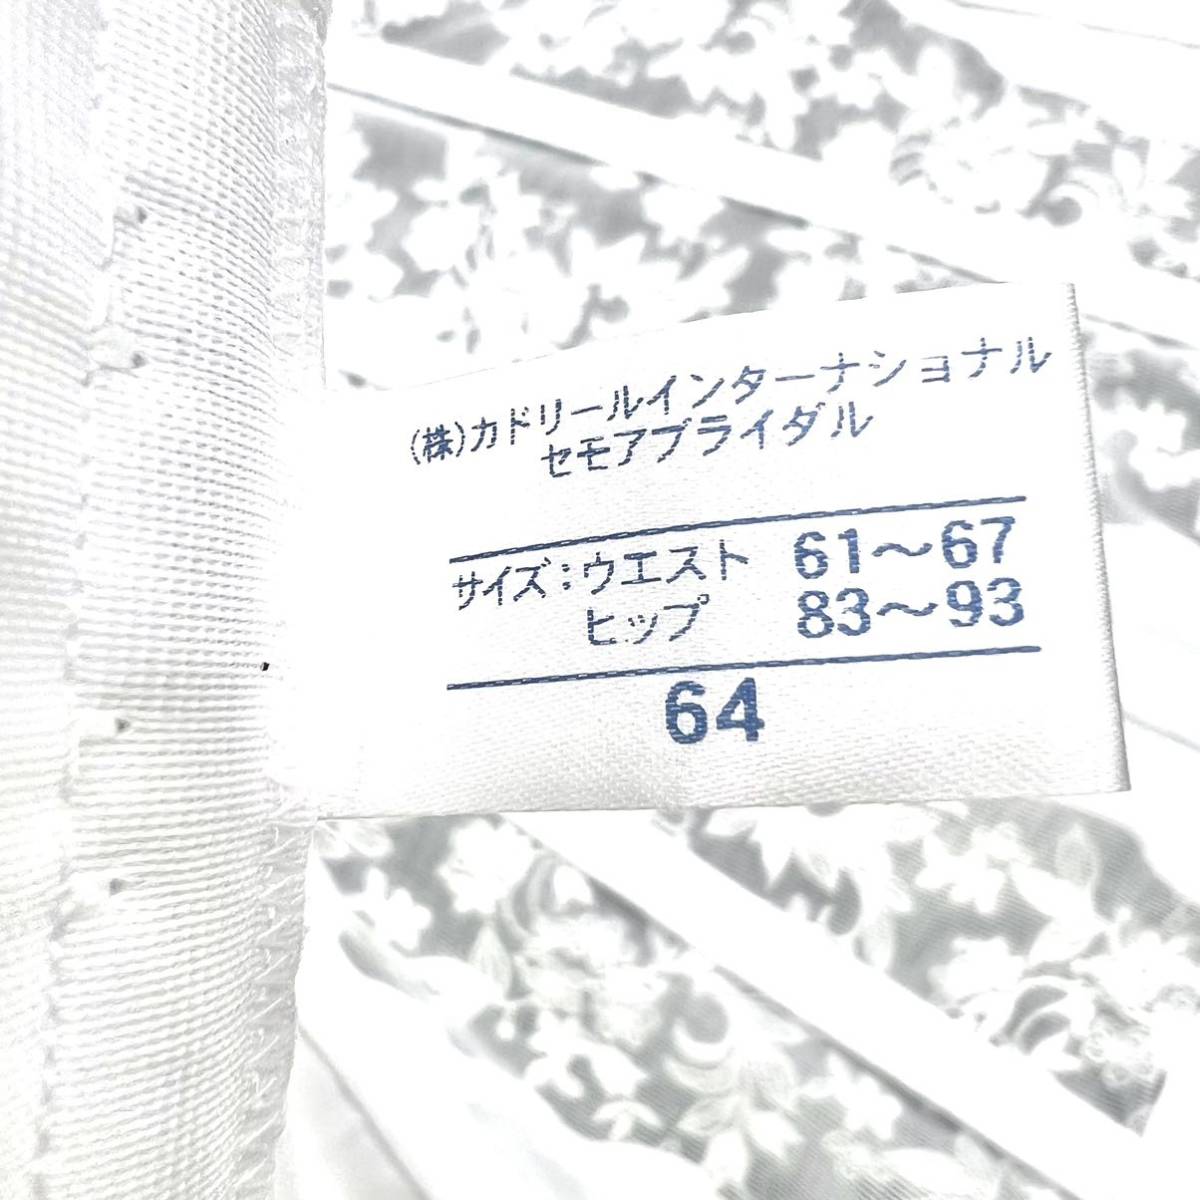 (株)カドリールインターナショナル
セモアブライダル
サイズ:ウエスト 61〜67
ヒップ 83〜93
64